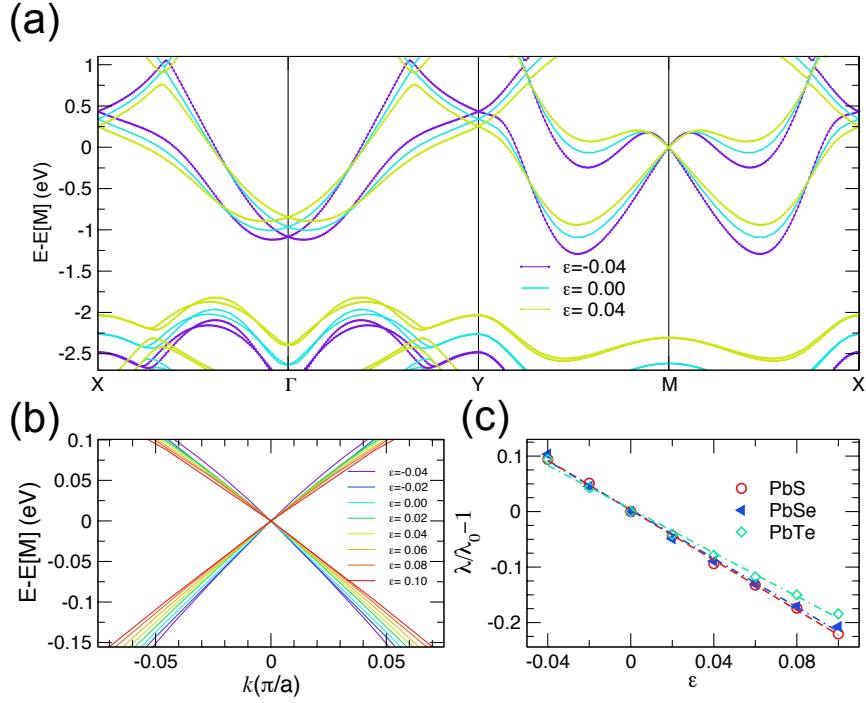 (a)
E-E[M] (eV)
1
0.5
0
-0.5
-1
-1.5
-2
-2.5
ε=-0.04
ε= 0.00
ε= 0.04
X Γ Y M X
(b)
E-E[M] (eV)
0.1
0.05
0
-0.05
-0.1
-0.15
ε=-0.04
ε=-0.02
ε= 0.00
ε= 0.02
ε= 0.04
ε= 0.06
ε= 0.08
ε= 0.10
-0.05 0 0.05
k(π/a)
(c)
λ/λ0-1
0.1
0
-0.1
-0.2
PbS
PbSe
PbTe
-0.04 0 0.04 0.08
ε